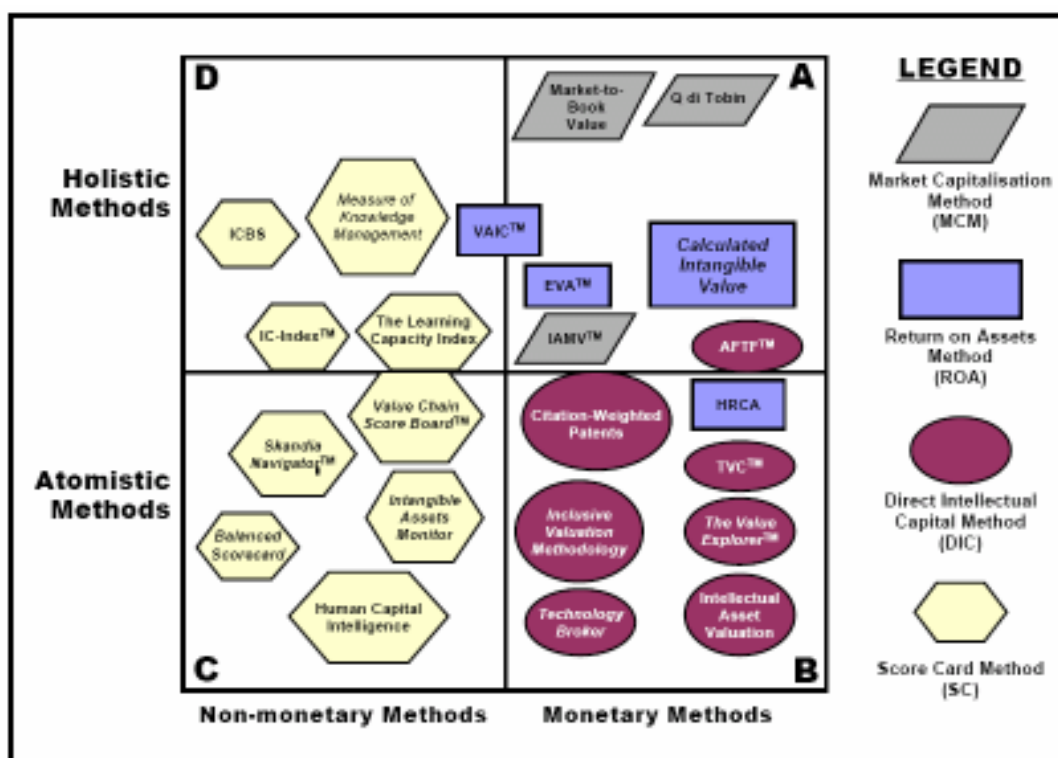 D
A
LEGEND
Market-to-
Book
Value
Q di Tobin
Market Capitalisation
Method
(MCM)
Holistic
Methods
ICBS
Measure of
Knowledge
Management
VAIC™
Calculated
Intangible
Value
EVA™
IC-Index™
The Learning
Capacity Index
IAMV™
AFTF™
Return on Assets
Method
(ROA)
Atomistic
Methods
Value Chain
Score Board™
Skandia
Navigator™
Citation-Weighted
Patents
HRCA
TVC™
Intangible
Assets
Monitor
Balanced
Scorecard
Inclusive
Valuation
Methodology
The Value
Explorer™
Direct Intellectual
Capital Method
(DIC)
Human Capital
Intelligence
Technology
Broker
Intellectual
Asset
Valuation
C
B
Score Card Method
(SC)
Non-monetary Methods
Monetary Methods